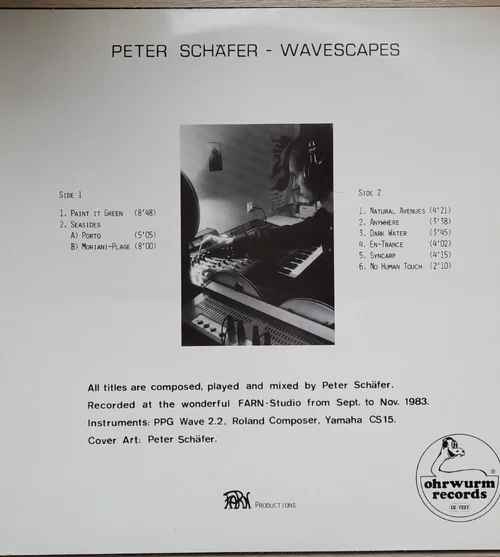 PETER SCHÄFER - WAVESCAPES
SIDE 1
1. PAINT IT GREEN (8'48)
2. SEASIDES
A) PORTO (5'05)
B) MORIANI-PLAGE (8'00)
SIDE 2
1. NATURAL AVENUES (4'21)
2. ANYWHERE (3'38)
3. DARK WATER (3'45)
4. EN-TRANCE (4'02)
5. SYNCARP (4'15)
6. NO HUMAN TOUCH (2'10)
All titles are composed, played and mixed by Peter Schäfer.
Recorded at the wonderful FARN-Studio from Sept. to Nov. 1983.
Instruments: PPG Wave 2.2, Roland Composer, Yamaha CS15.
Cover Art: Peter Schäfer.
FARN PRODUCTIONS
ohrwurm
records
®
LC 7227